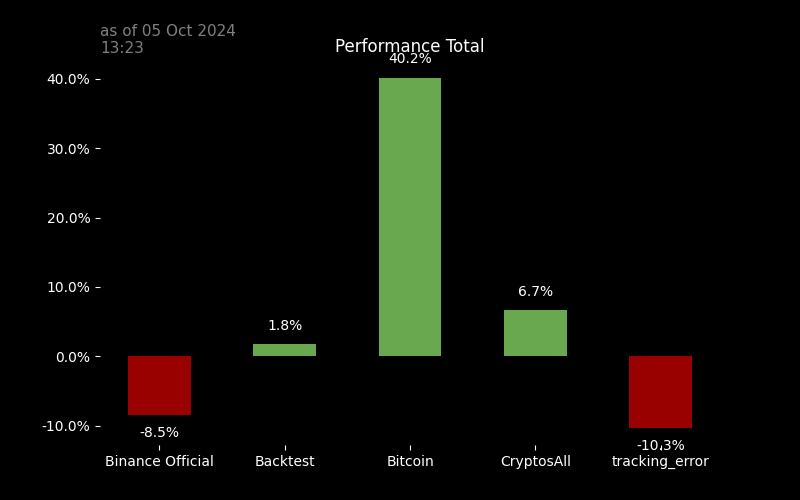 as of 05 Oct 2024
13:23
Performance Total
40.2%
40.0%
30.0%
20.0%
10.0%
0.0%
-10.0%
6.7%
1.8%
-8.5%
-10.3%
Binance Official
Backtest
Bitcoin
CryptosAll
tracking_error